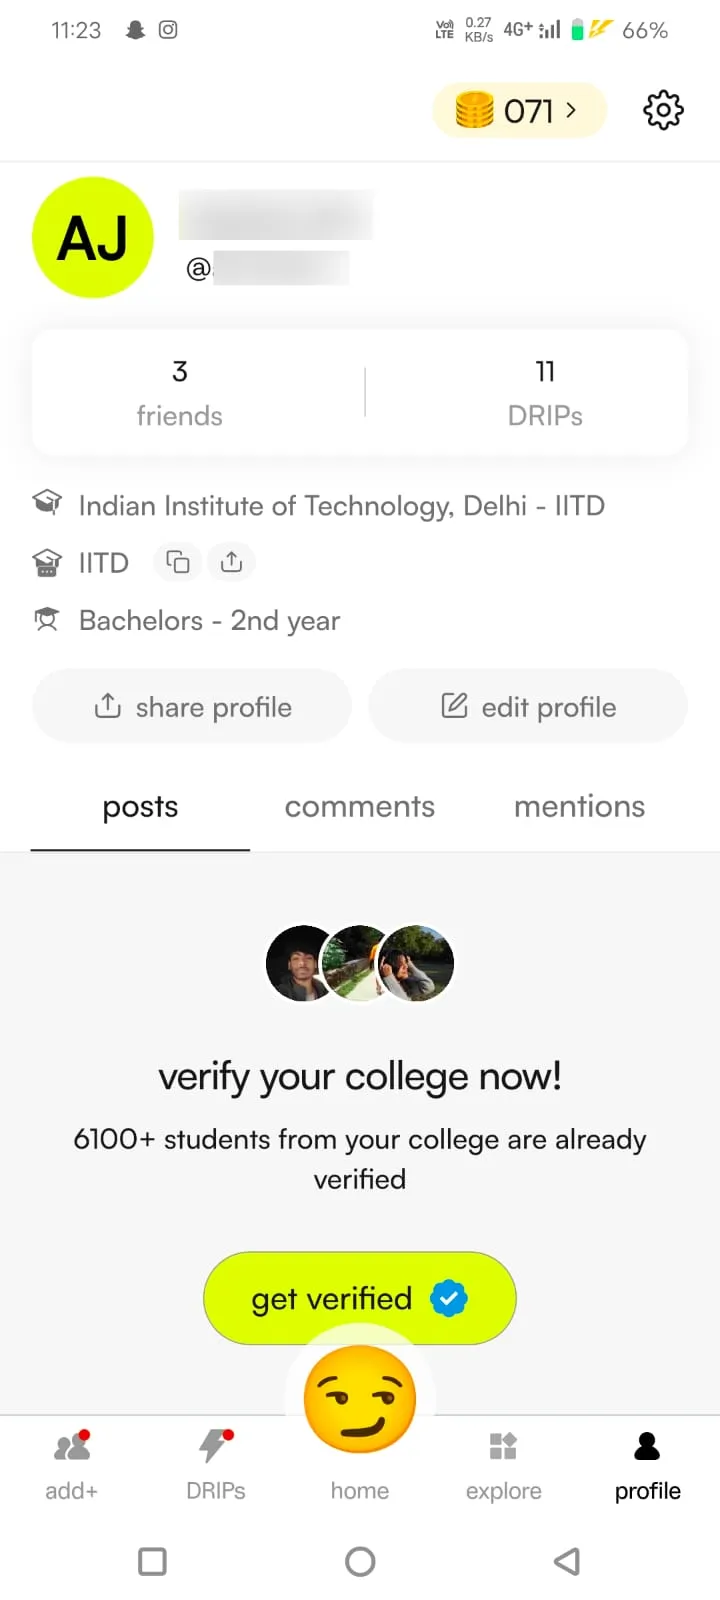 11:23 Vo) LTE 0.27 KB/s 4G+ 66%
071 >
AJ
@
3 11
friends DRIPs
Indian Institute of Technology, Delhi - IITD
IITD
Bachelors - 2nd year
share profile edit profile
posts comments mentions
verify your college now!
6100+ students from your college are already
verified
get verified
add+ DRIPs home explore profile